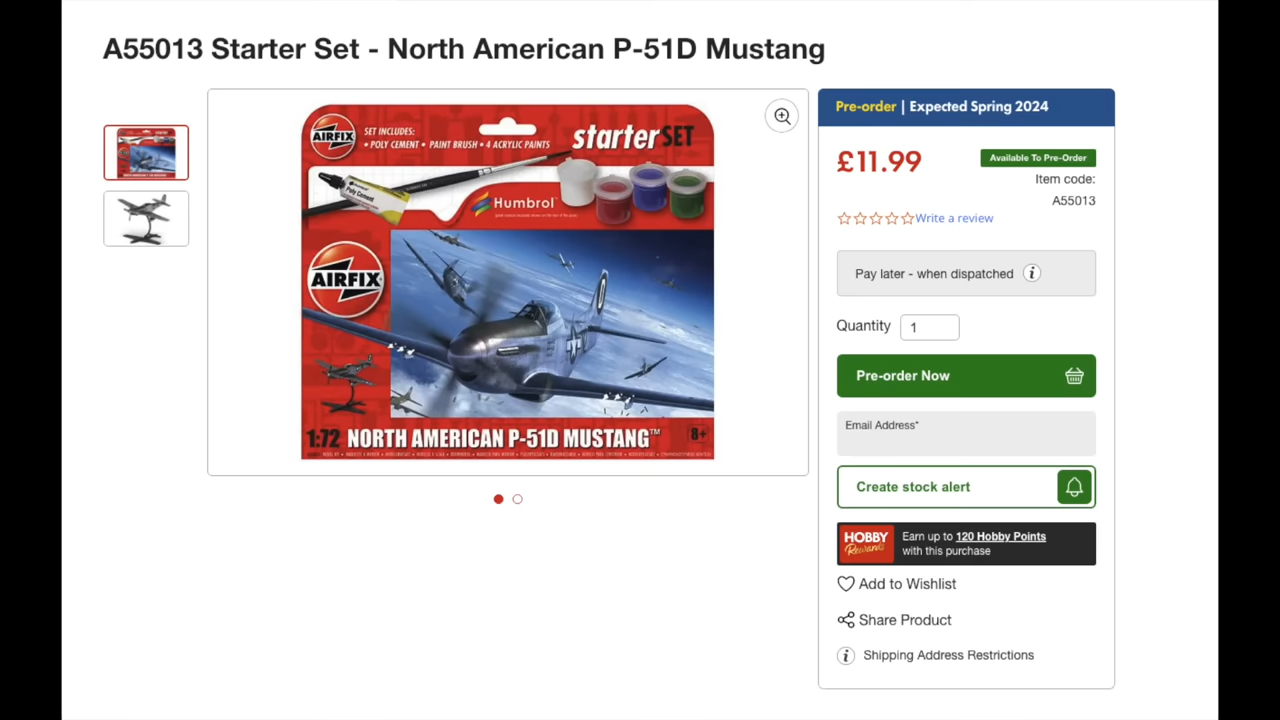 A55013 Starter Set - North American P-51D Mustang
AIRFIX
SET INCLUDES:
• POLY CEMENT • PAINT BRUSH • 4 ACRYLIC PAINTS
starter SET
Poly Cement
Humbrol
AIRFIX
1:72 NORTH AMERICAN P-51D MUSTANG™
8+
Pre-order | Expected Spring 2024
£11.99
Available To Pre-Order
Item code:
A55013
Write a review
Pay later - when dispatched
Quantity 1
Pre-order Now
Email Address*
Create stock alert
HOBBY
Rewards
Earn up to 120 Hobby Points
with this purchase
Add to Wishlist
Share Product
Shipping Address Restrictions